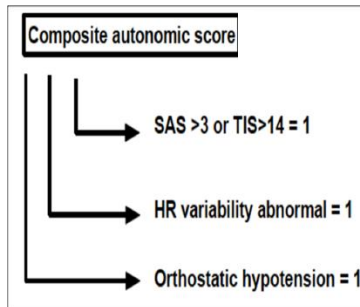 Composite autonomic score
SAS >3 or TIS>14 = 1
HR variability abnormal = 1
Orthostatic hypotension = 1